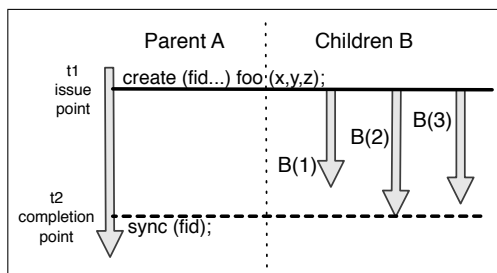 Parent A
Children B
t1
issue
point
create (fid...) foo (x,y,z);
B(1)
B(2)
B(3)
t2
completion
point
sync (fid);